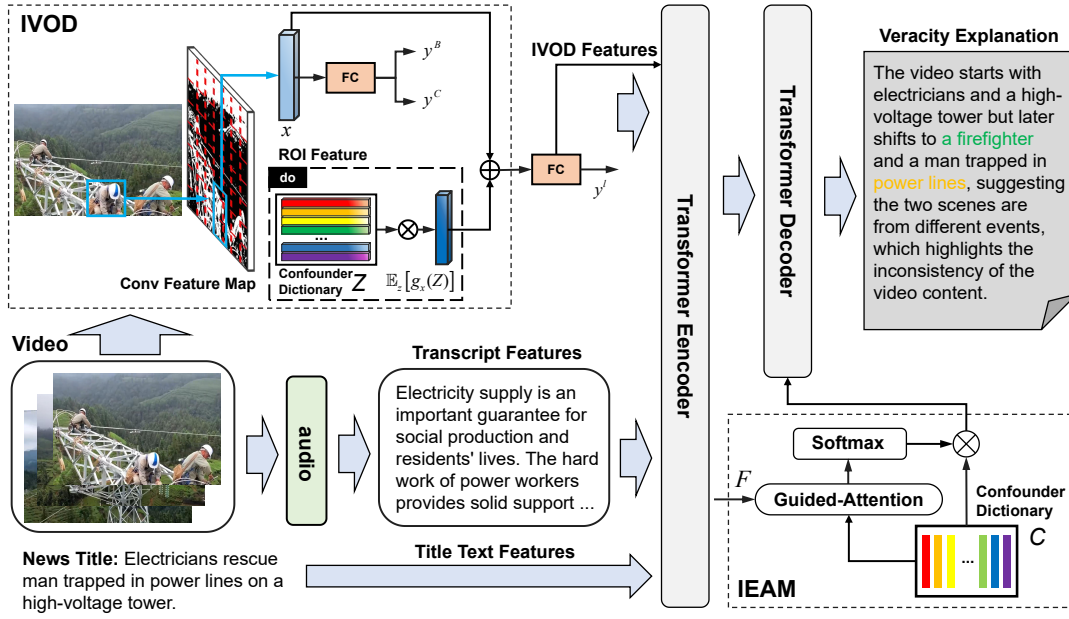 IVOD
x
FC
y^B
y^C
ROI Feature
do
...
Confounder
Dictionary Z
𝔼_z[g_x(Z)]
Conv Feature Map
FC
y^I
IVOD Features
Video
audio
Transcript Features
Electricity supply is an
important guarantee for
social production and
residents' lives. The hard
work of power workers
provides solid support ...
News Title: Electricians rescue
man trapped in power lines on a
high-voltage tower.
Title Text Features
Transformer Eencoder
Transformer Decoder
Veracity Explanation
The video starts with
electricians and a high-
voltage tower but later
shifts to a firefighter
and a man trapped in
power lines, suggesting
the two scenes are
from different events,
which highlights the
inconsistency of the
video content.
Softmax
F
Guided-Attention
Confounder
Dictionary
C
...
IEAM